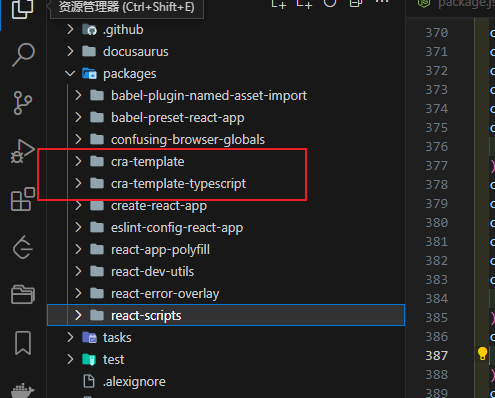 资源管理器 (Ctrl+Shift+E)
package.js
.github
docusaurus
packages
babel-plugin-named-asset-import
babel-preset-react-app
confusing-browser-globals
cra-template
cra-template-typescript
create-react-app
eslint-config-react-app
react-app-polyfill
react-dev-utils
react-error-overlay
react-scripts
tasks
test
.alexignore
370
371
372
373
374
375
376
377
378
379
380
381
382
383
384
385
386
387
388
389